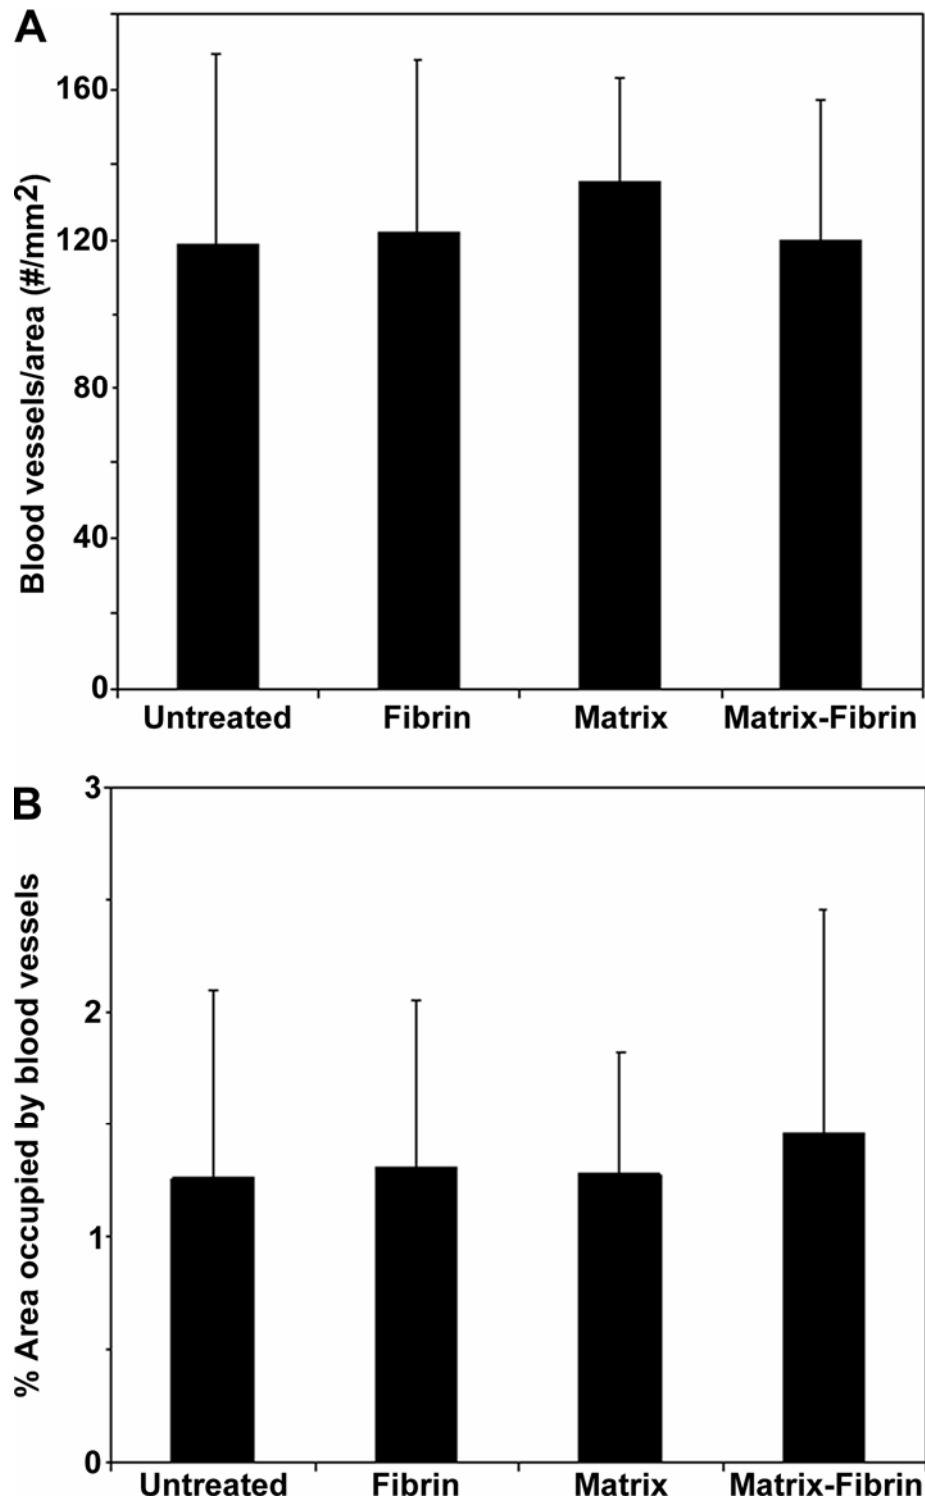 A
Blood vessels/area (#/mm2)
160
120
80
40
0
Untreated Fibrin Matrix Matrix-Fibrin
B
% Area occupied by blood vessels
3
2
1
0
Untreated Fibrin Matrix Matrix-Fibrin